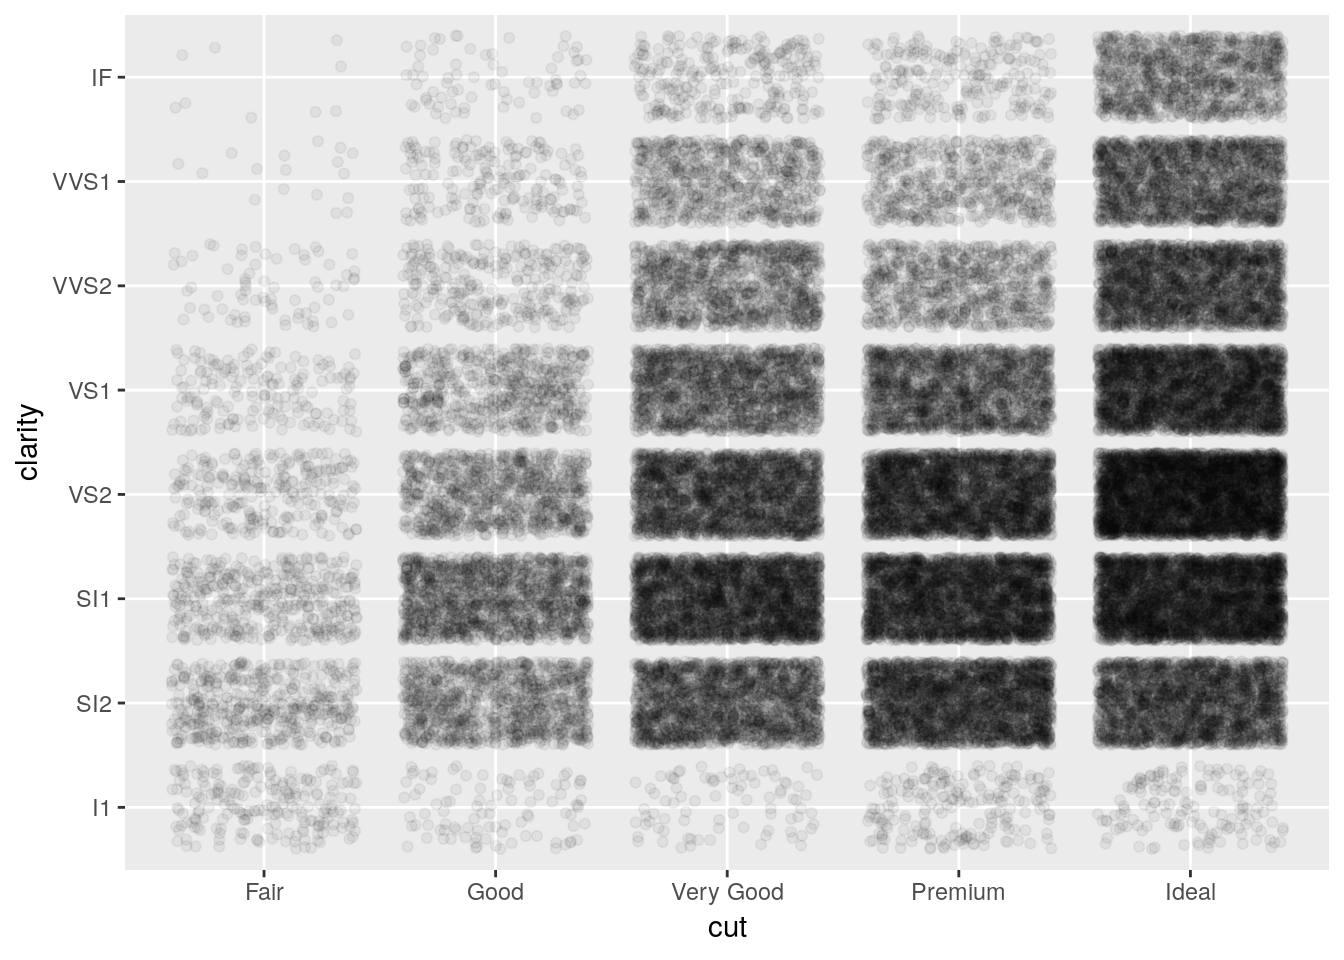 IF
VVS1
VVS2
VS1
VS2
SI1
SI2
I1
clarity
Fair Good Very Good Premium Ideal
cut